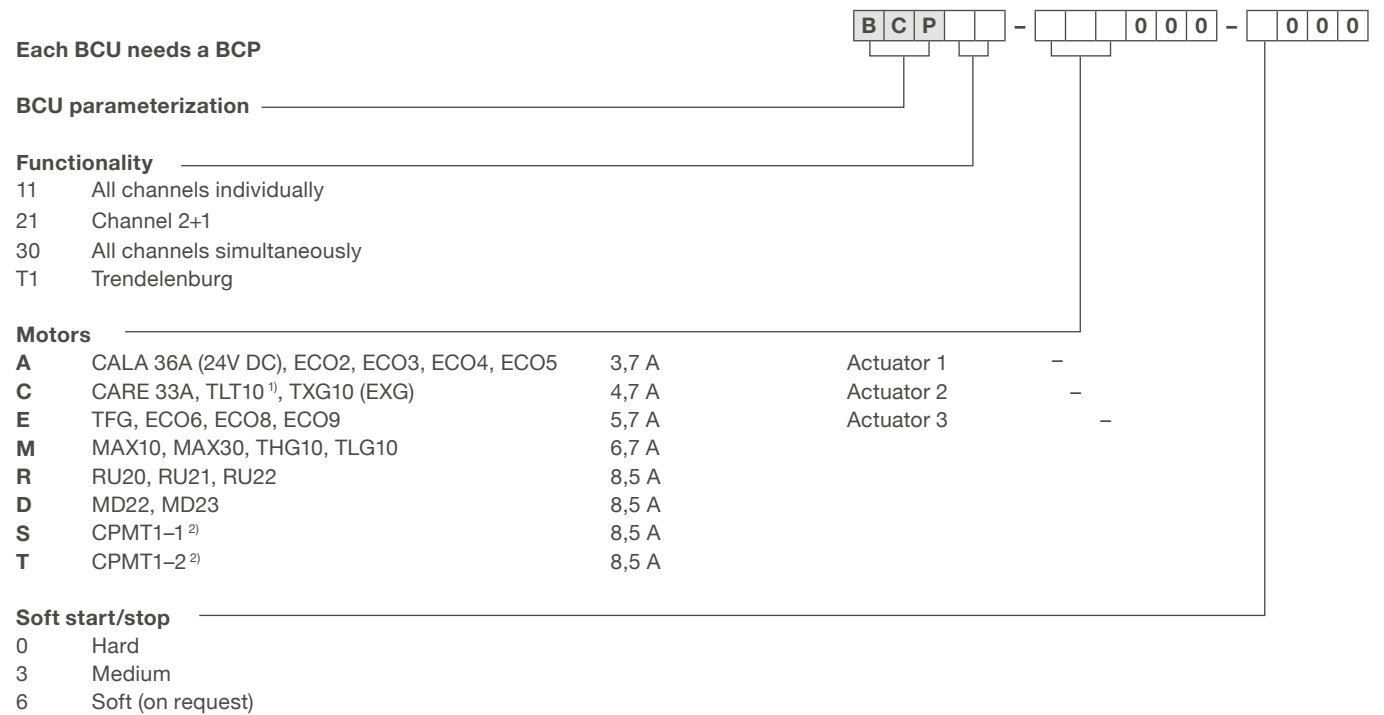 B C P – 0 0 0 – 0 0 0
Each BCU needs a BCP
BCU parameterization
Functionality
11 All channels individually
21 Channel 2+1
30 All channels simultaneously
T1 Trendelenburg
Motors
A CALA 36A (24V DC), ECO2, ECO3, ECO4, ECO5 3,7 A Actuator 1 –
C CARE 33A, TLT10 1), TXG10 (EXG) 4,7 A Actuator 2 –
E TFG, ECO6, ECO8, ECO9 5,7 A Actuator 3 –
M MAX10, MAX30, THG10, TLG10 6,7 A
R RU20, RU21, RU22 8,5 A
D MD22, MD23 8,5 A
S CPMT1–1 2) 8,5 A
T CPMT1–2 2) 8,5 A
Soft start/stop
0 Hard
3 Medium
6 Soft (on request)